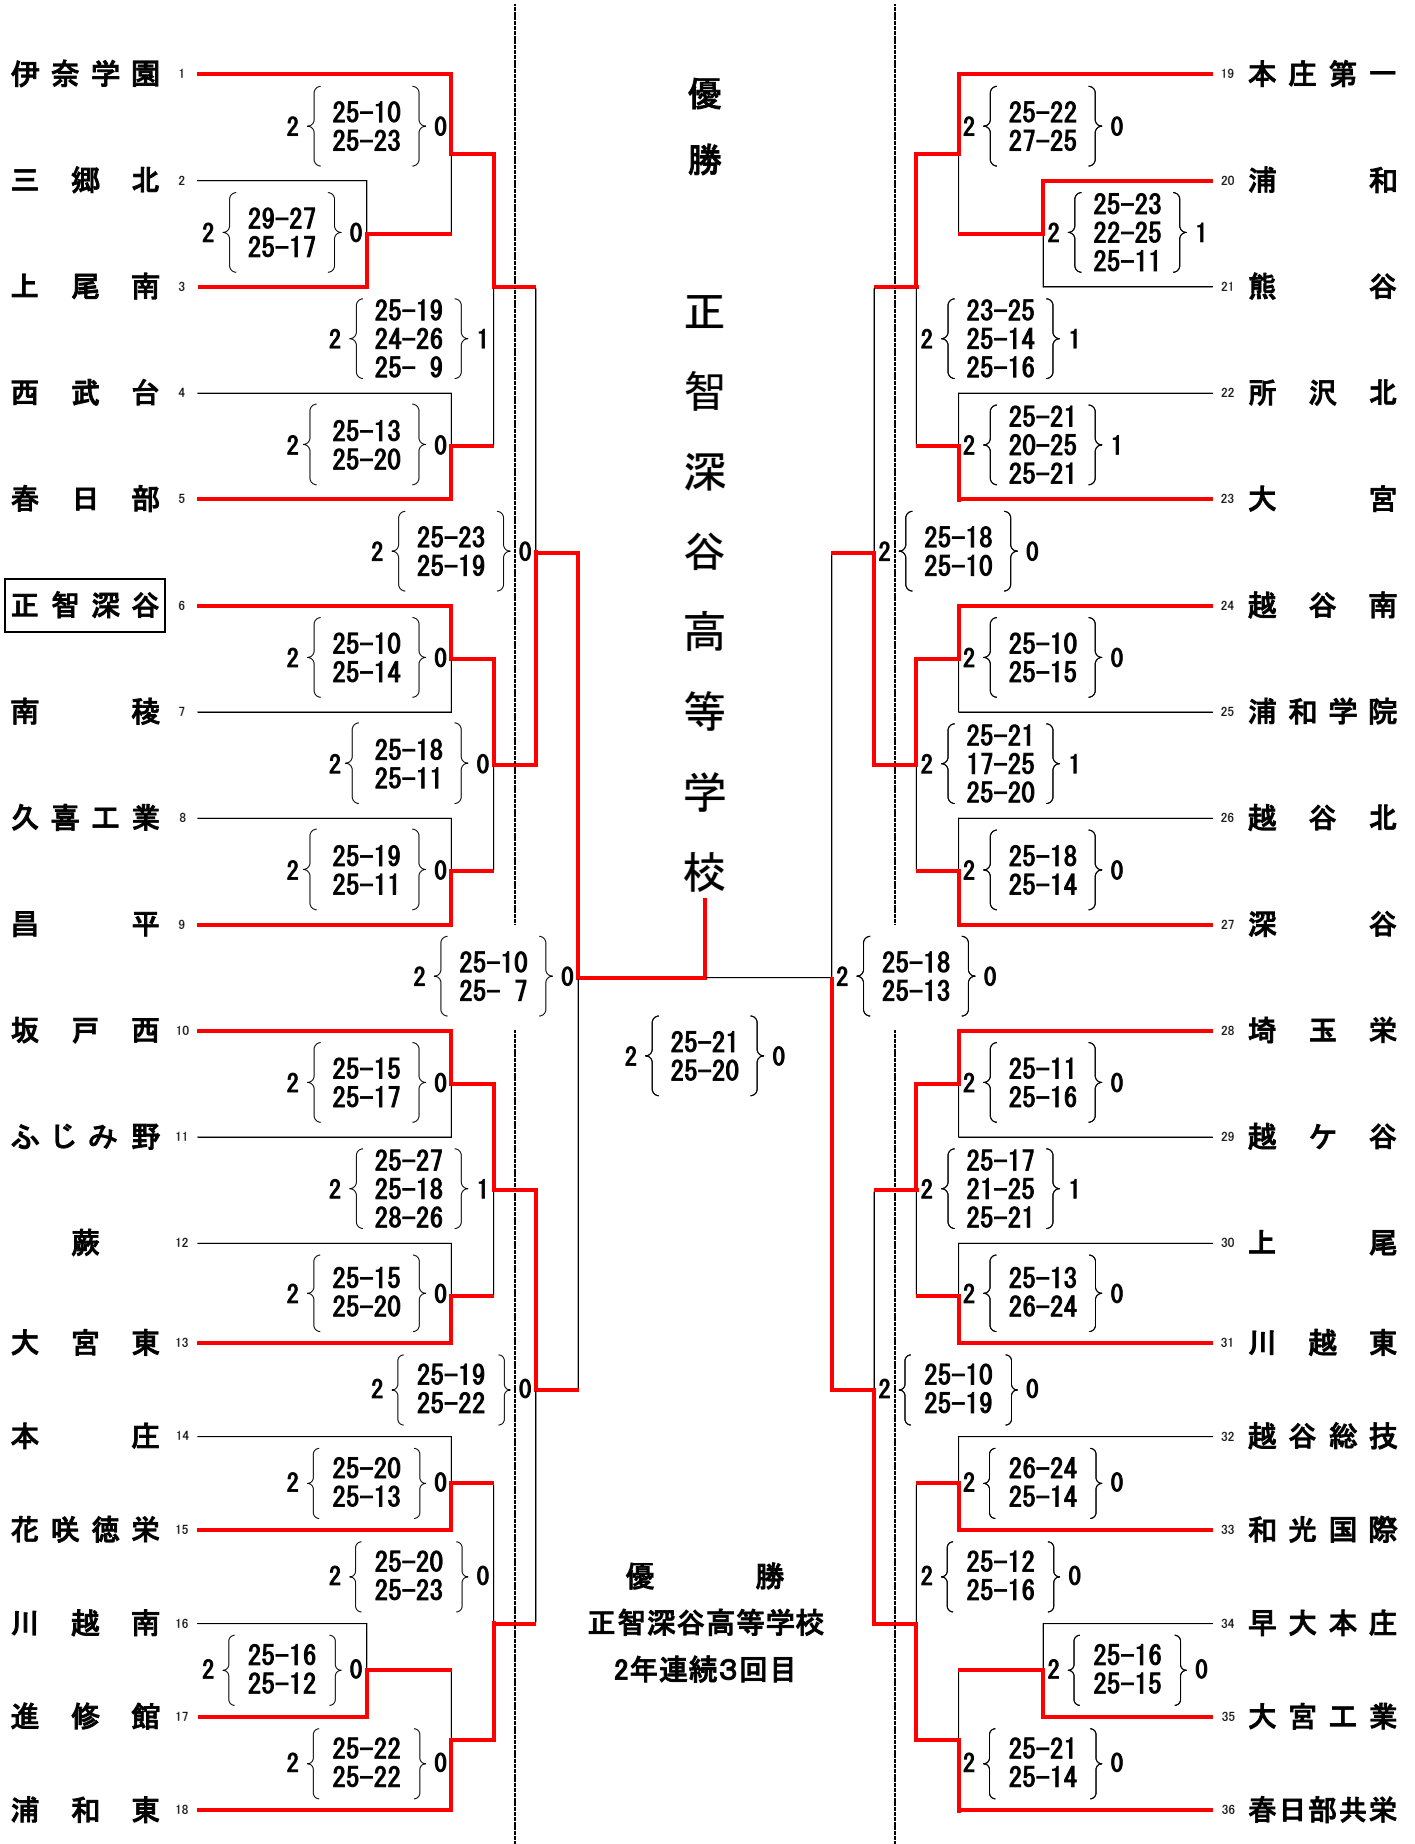 伊奈学園 1
25-10
2 0
25-23
三郷北 2
29-27
2 0
25-17
上尾南 3
25-19
2 24-26 1
25- 9
西武台 4
25-13
2 0
25-20
春日部 5
25-23
2 0
25-19
正智深谷 6
25-10
2 0
25-14
南稜 7
25-18
2 0
25-11
久喜工業 8
25-19
2 0
25-11
昌平 9
25-10
2 0
25- 7
坂戸西 10
25-15
2 0
25-17
ふじみ野 11
25-27
2 25-18 1
28-26
蕨 12
25-15
2 0
25-20
大宮東 13
25-19
2 0
25-22
本庄 14
25-20
2 0
25-13
花咲徳栄 15
25-20
2 0
25-23
川越南 16
25-16
2 0
25-12
進修館 17
25-22
2 0
25-22
浦和東 18
優勝
正智深谷高等学校
25-21
2 0
25-20
優勝
正智深谷高等学校
2年連続3回目
19 本庄第一
25-22
2 0
27-25
20 浦和
25-23
2 22-25 1
25-11
21 熊谷
23-25
2 25-14 1
25-16
22 所沢北
25-21
2 20-25 1
25-21
23 大宮
25-18
2 0
25-10
24 越谷南
25-10
2 0
25-15
25 浦和学院
25-21
2 17-25 1
25-20
26 越谷北
25-18
2 0
25-14
27 深谷
25-18
2 0
25-13
28 埼玉栄
25-11
2 0
25-16
29 越ケ谷
25-17
2 21-25 1
25-21
30 上尾
25-13
2 0
26-24
31 川越東
25-10
2 0
25-19
32 越谷総技
26-24
2 0
25-14
33 和光国際
25-12
2 0
25-16
34 早大本庄
25-16
2 0
25-15
35 大宮工業
25-21
2 0
25-14
36 春日部共栄